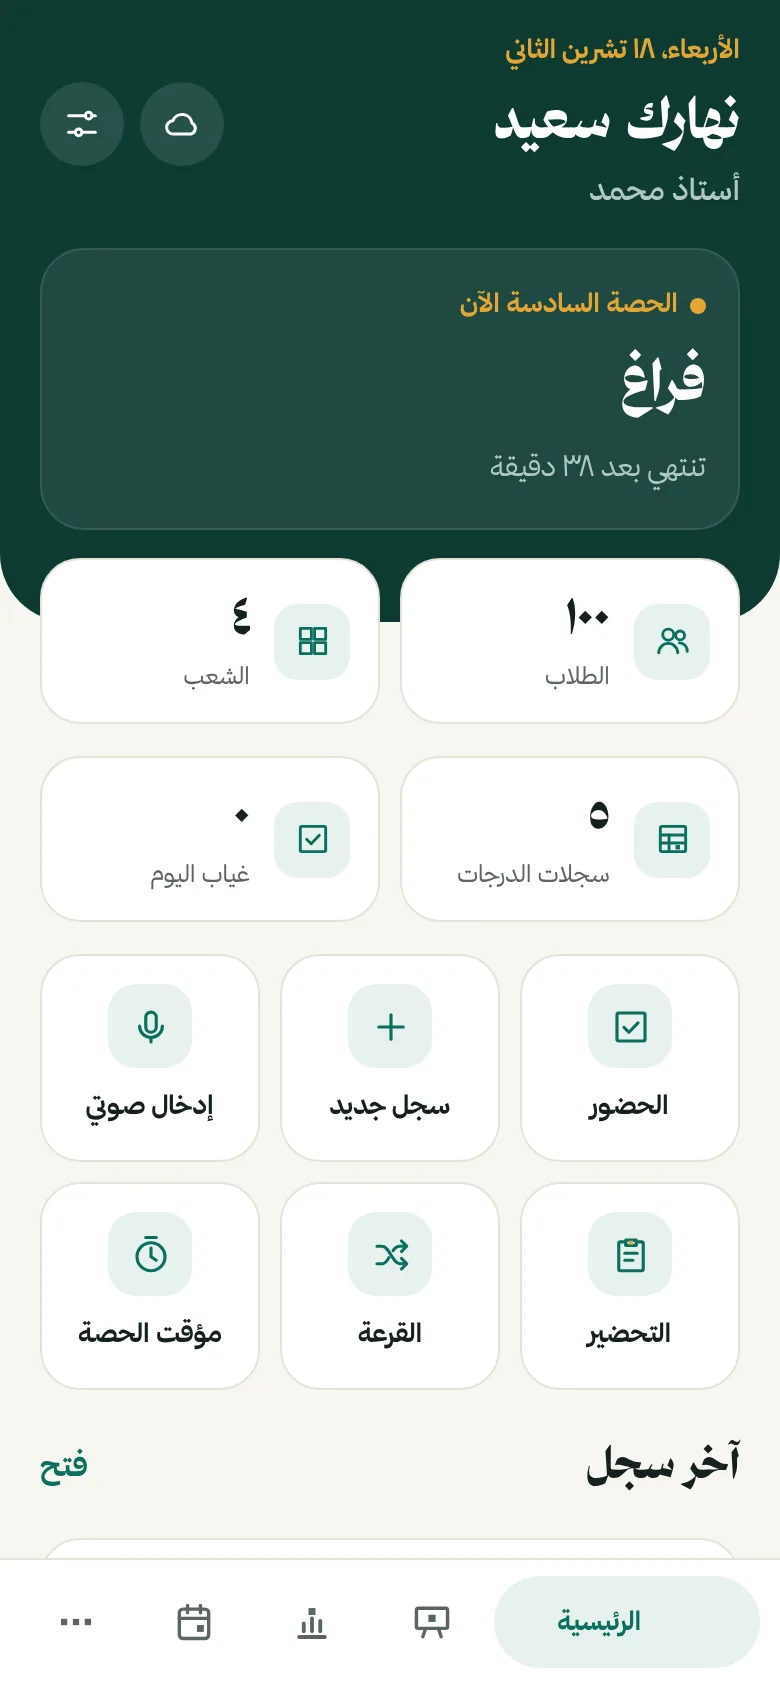 الأربعاء، ١٨ تشرين الثاني
نهارك سعيد
أستاذ محمد
الحصة السادسة الآن
فراغ
تنتهي بعد ٣٨ دقيقة
١٠٠
الطلاب
٤
الشعب
٥
سجلات الدرجات
٠
غياب اليوم
الحضور
سجل جديد
إدخال صوتي
التحضير
القرعة
مؤقت الحصة
آخر سجل
فتح
الرئيسية